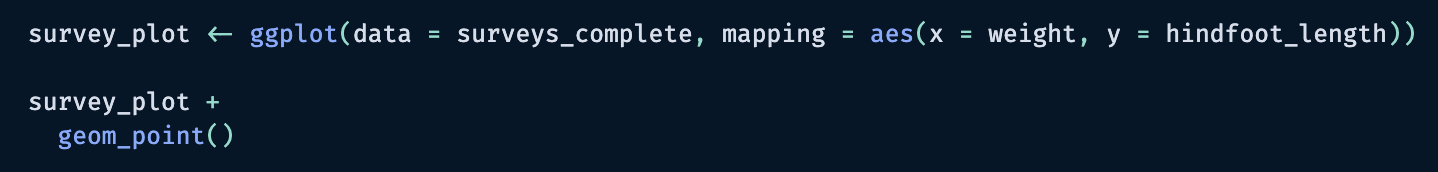 survey_plot <- ggplot(data = surveys_complete, mapping = aes(x = weight, y = hindfoot_length))
survey_plot +
geom_point()